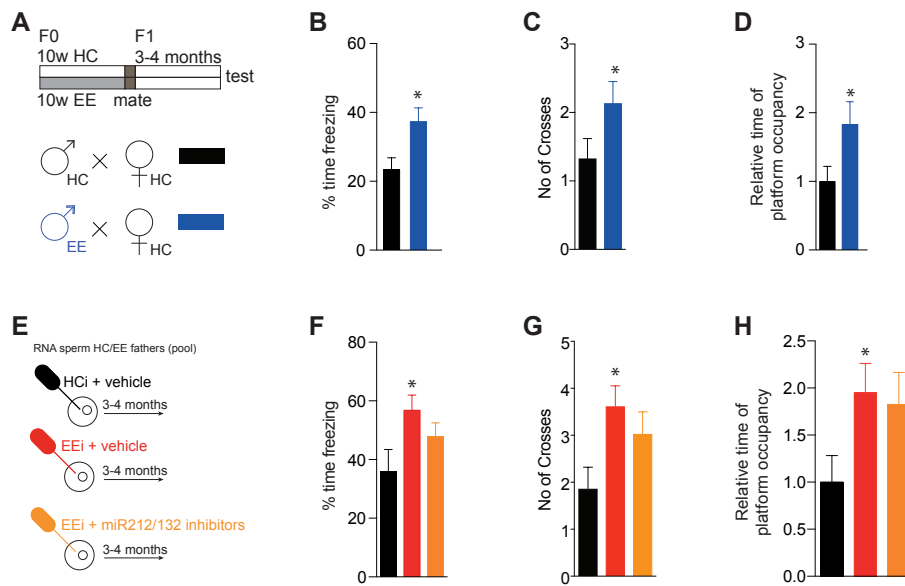 A
F0
F1
10w HC
3-4 months
test
10w EE
mate
HC
×
HC
EE
×
HC
B
% time freezing
60
40
20
0
*
C
No of Crosses
3
2
1
0
*
D
Relative time of
platform occupancy
3
2
1
0
*
E
RNA sperm HC/EE fathers (pool)
HCi + vehicle
3-4 months
EEi + vehicle
3-4 months
EEi + miR212/132 inhibitors
3-4 months
F
% time freezing
80
60
40
20
0
*
G
No of Crosses
5
4
3
2
1
0
*
H
Relative time of
platform occupancy
2.5
2.0
1.5
1.0
0.5
0.0
*